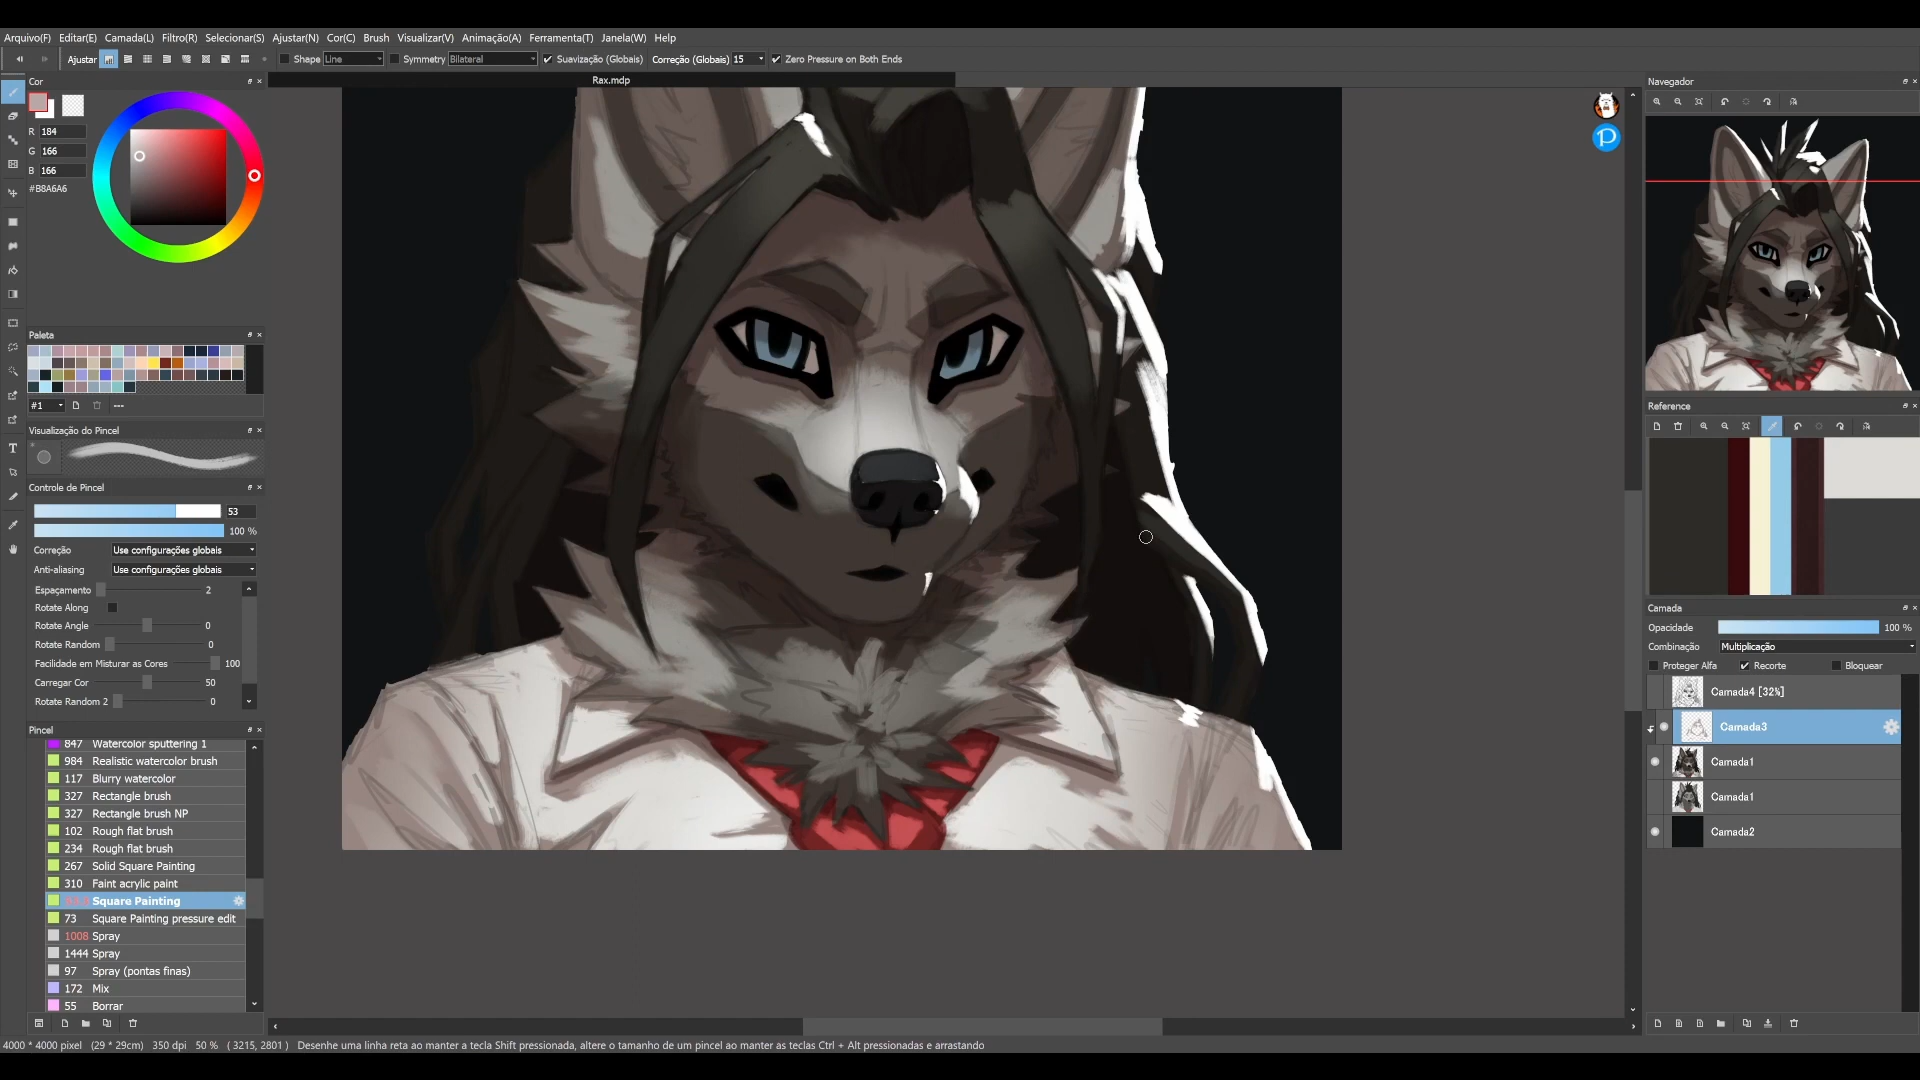 Arquivo(F) Editar(E) Camada(L) Filtro(R) Selecionar(S) Ajustar(N) Cor(C) Brush Visualizar(V) Animação(A) Ferramenta(T) Janela(W) Help
Ajustar Shape Line Symmetry Bilateral Suavização (Globais) Correção (Globais) 15 Zero Pressure on Both Ends
Rax.mdp
Cor
R 184
G 166
B 166
#B8A6A6
Paleta
#1
Visualização do Pincel
Controle de Pincel
53
100 %
Correção Use configurações globais
Anti-aliasing Use configurações globais
Espaçamento 2
Rotate Along
Rotate Angle 0
Rotate Random 0
Facilidade em Misturar as Cores 100
Carregar Cor 50
Rotate Random 2 0
Pincel
847 Watercolor sputtering 1
984 Realistic watercolor brush
117 Blurry watercolor
327 Rectangle brush
327 Rectangle brush NP
102 Rough flat brush
234 Rough flat brush
267 Solid Square Painting
310 Faint acrylic paint
Square Painting
73 Square Painting pressure edit
1008 Spray
1444 Spray
97 Spray (pontas finas)
172 Mix
55 Borrar
Navegador
Reference
Camada
Opacidade 100 %
Combinação Multiplicação
Proteger Alfa Recorte Bloquear
Camada4 [32%]
Camada3
Camada1
Camada1
Camada2
4000 * 4000 pixel (29 * 29cm) 350 dpi 50 % ( 3215, 2801 ) Desenhe uma linha reta ao manter a tecla Shift pressionada, altere o tamanho de um pincel ao manter as teclas Ctrl + Alt pressionadas e arrastando